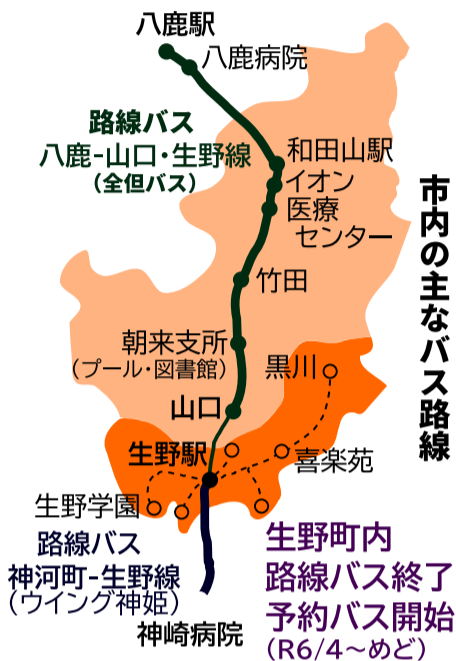 八鹿駅
八鹿病院
路線バス
八鹿-山口・生野線
（全但バス）
和田山駅
イオン
医療
センター
竹田
朝来支所
（プール・図書館）
黒川
山口
生野駅
喜楽苑
生野学園
路線バス
神河町-生野線
（ウイング神姫）
神崎病院
市内の主なバス路線
生野町内
路線バス終了
予約バス開始
（R6/4～めど）